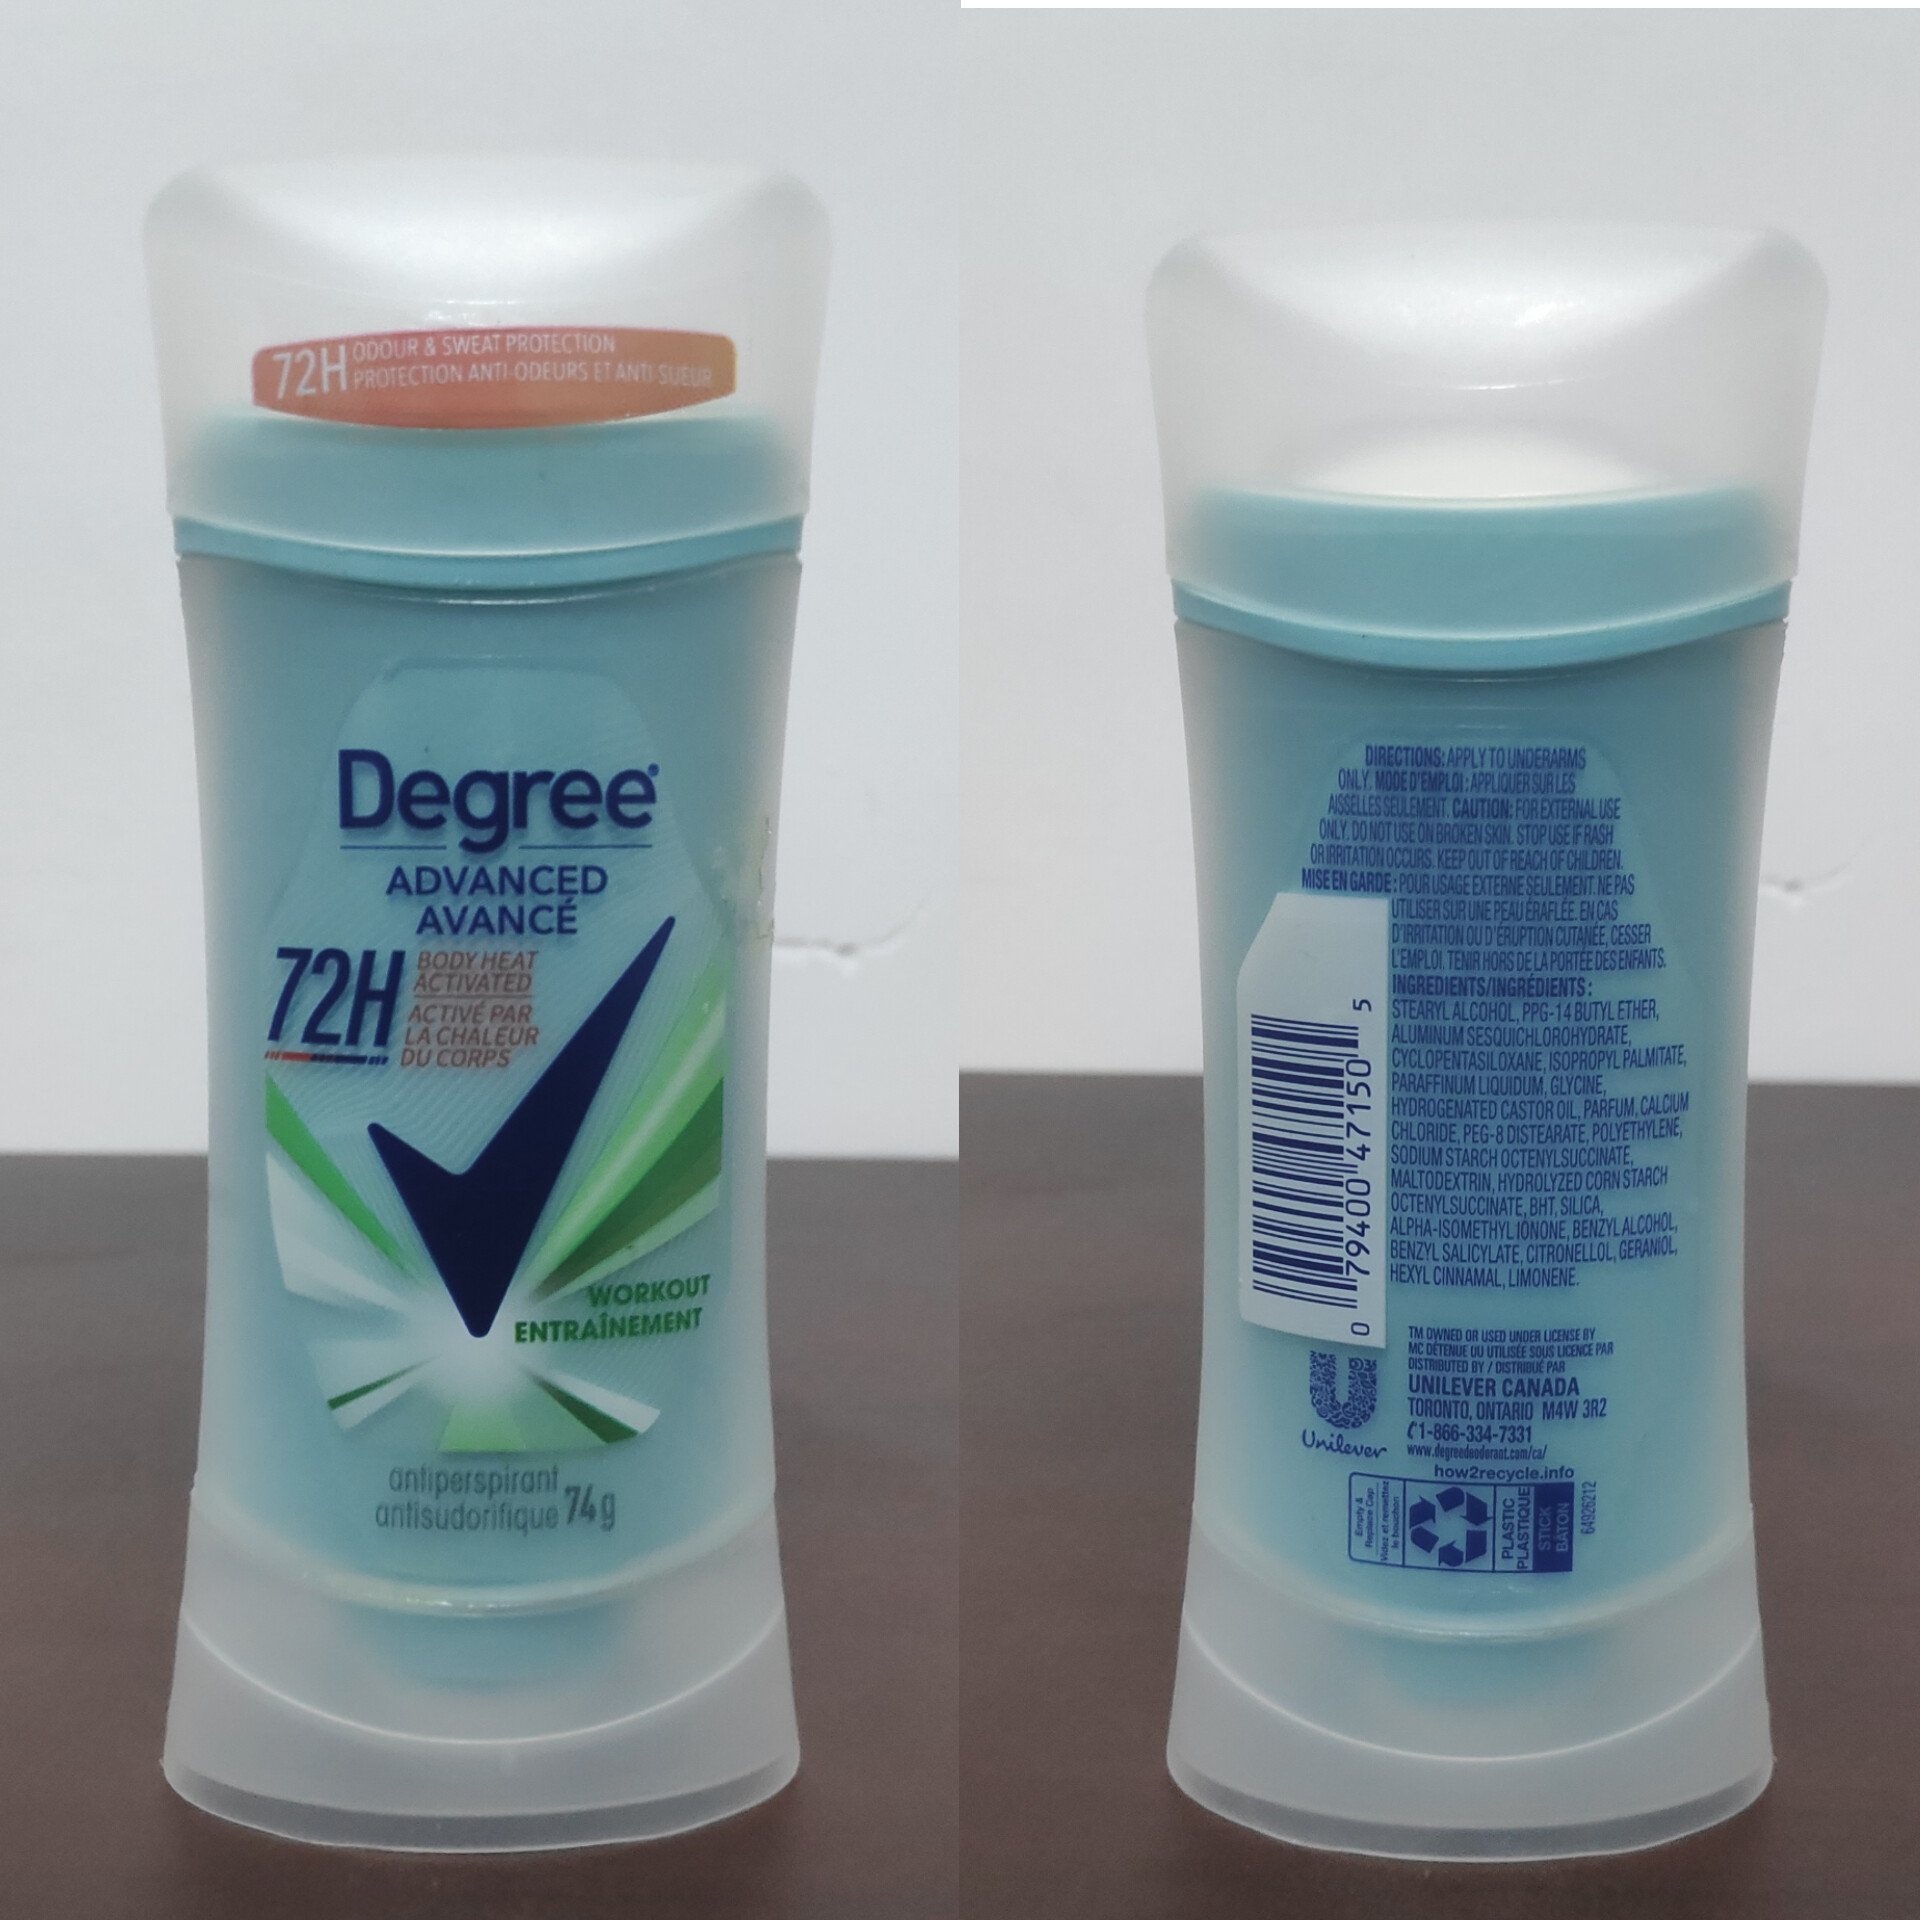 72H ODOUR & SWEAT PROTECTION
PROTECTION ANTI-ODEURS ET ANTI SUEUR
Degree
ADVANCED
AVANCÉ
72H
BODY HEAT
ACTIVATED
ACTIVÉ PAR
LA CHALEUR
DU CORPS
WORKOUT
ENTRAÎNEMENT
antiperspirant
antisudorifique 74g
DIRECTIONS: APPLY TO UNDERARMS
ONLY. MODE D'EMPLOI: APPLIQUER SUR LES
AISSELLES SEULEMENT. CAUTION: FOR EXTERNAL USE
ONLY. DO NOT USE ON BROKEN SKIN. STOP USE IF RASH
OR IRRITATION OCCURS. KEEP OUT OF REACH OF CHILDREN.
MISE EN GARDE: POUR USAGE EXTERNE SEULEMENT. NE PAS
UTILISER SUR UNE PEAU ÉRAFLÉE. EN CAS
D'IRRITATION OU D'ÉRUPTION CUTANÉE, CESSER
L'EMPLOI. TENIR HORS DE LA PORTÉE DES ENFANTS.
INGREDIENTS/INGRÉDIENTS:
STEARYL ALCOHOL, PPG-14 BUTYL ETHER,
ALUMINUM SESQUICHLOROHYDRATE,
CYCLOPENTASILOXANE, ISOPROPYL PALMITATE,
PARAFFINUM LIQUIDUM, GLYCINE,
HYDROGENATED CASTOR OIL, PARFUM, CALCIUM
CHLORIDE, PEG-8 DISTEARATE, POLYETHYLENE,
SODIUM STARCH OCTENYLSUCCINATE,
MALTODEXTRIN, HYDROLYZED CORN STARCH
OCTENYLSUCCINATE, BHT, SILICA,
ALPHA-ISOMETHYL IONONE, BENZYL ALCOHOL,
BENZYL SALICYLATE, CITRONELLOL, GERANIOL,
HEXYL CINNAMAL, LIMONENE.
0 79400 47150 5
TM OWNED OR USED UNDER LICENSE BY
MC DÉTENUE OU UTILISÉE SOUS LICENCE PAR
DISTRIBUTED BY / DISTRIBUÉ PAR
UNILEVER CANADA
TORONTO, ONTARIO M4W 3R2
1-866-334-7331
www.degreedeodorant.com/ca/
Unilever
how2recycle.info
Empty &
Replace Cap
Videz et remettez
le bouchon
PLASTIC
PLASTIQUE
STICK
BÂTON
64926212